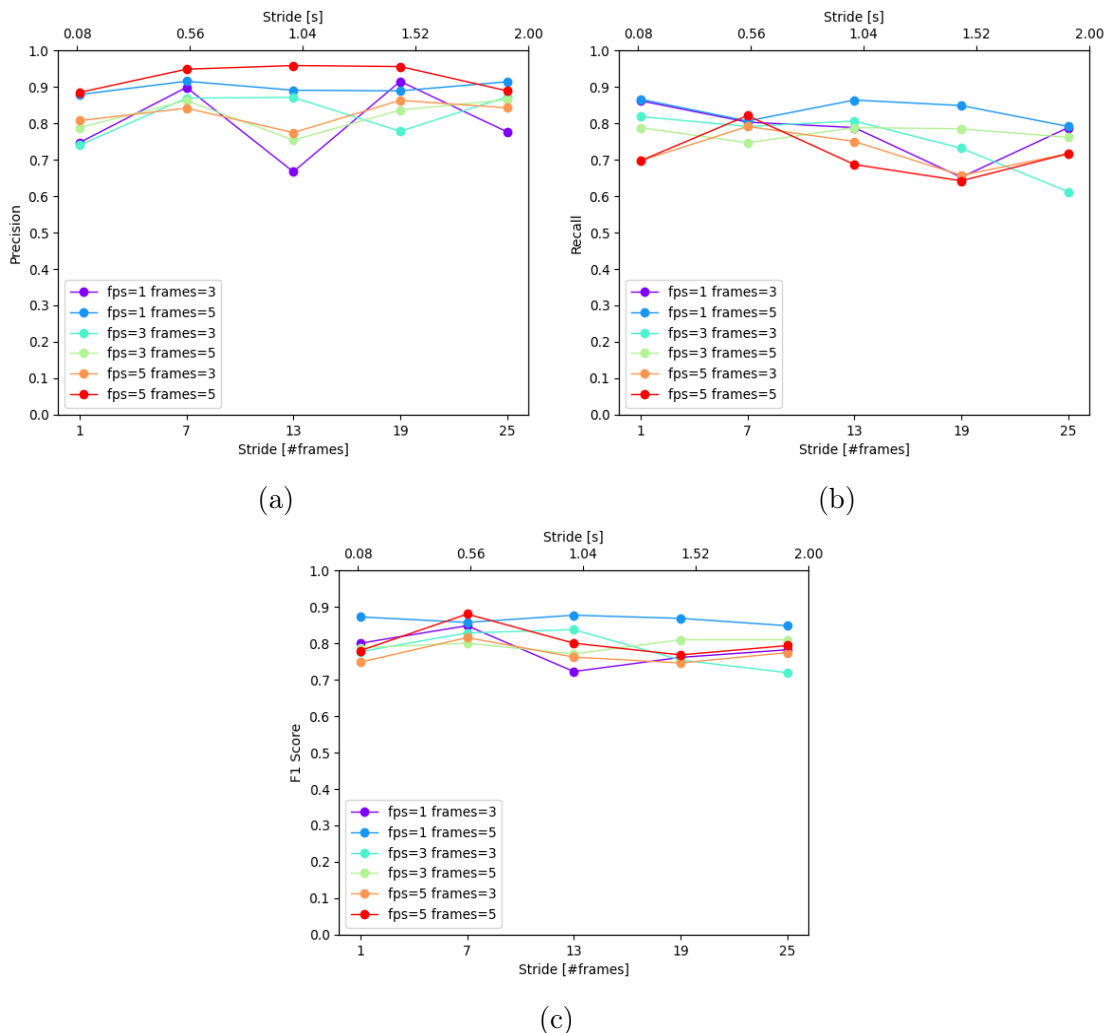 Stride [s]
0.08 0.56 1.04 1.52 2.00
1.0
0.9
0.8
0.7
0.6
0.5
0.4
0.3
0.2
0.1
0.0
Precision
fps=1 frames=3
fps=1 frames=5
fps=3 frames=3
fps=3 frames=5
fps=5 frames=3
fps=5 frames=5
1 7 13 19 25
Stride [#frames]
(a)
Stride [s]
0.08 0.56 1.04 1.52 2.00
1.0
0.9
0.8
0.7
0.6
0.5
0.4
0.3
0.2
0.1
0.0
Recall
fps=1 frames=3
fps=1 frames=5
fps=3 frames=3
fps=3 frames=5
fps=5 frames=3
fps=5 frames=5
1 7 13 19 25
Stride [#frames]
(b)
Stride [s]
0.08 0.56 1.04 1.52 2.00
1.0
0.9
0.8
0.7
0.6
0.5
0.4
0.3
0.2
0.1
0.0
F1 Score
fps=1 frames=3
fps=1 frames=5
fps=3 frames=3
fps=3 frames=5
fps=5 frames=3
fps=5 frames=5
1 7 13 19 25
Stride [#frames]
(c)